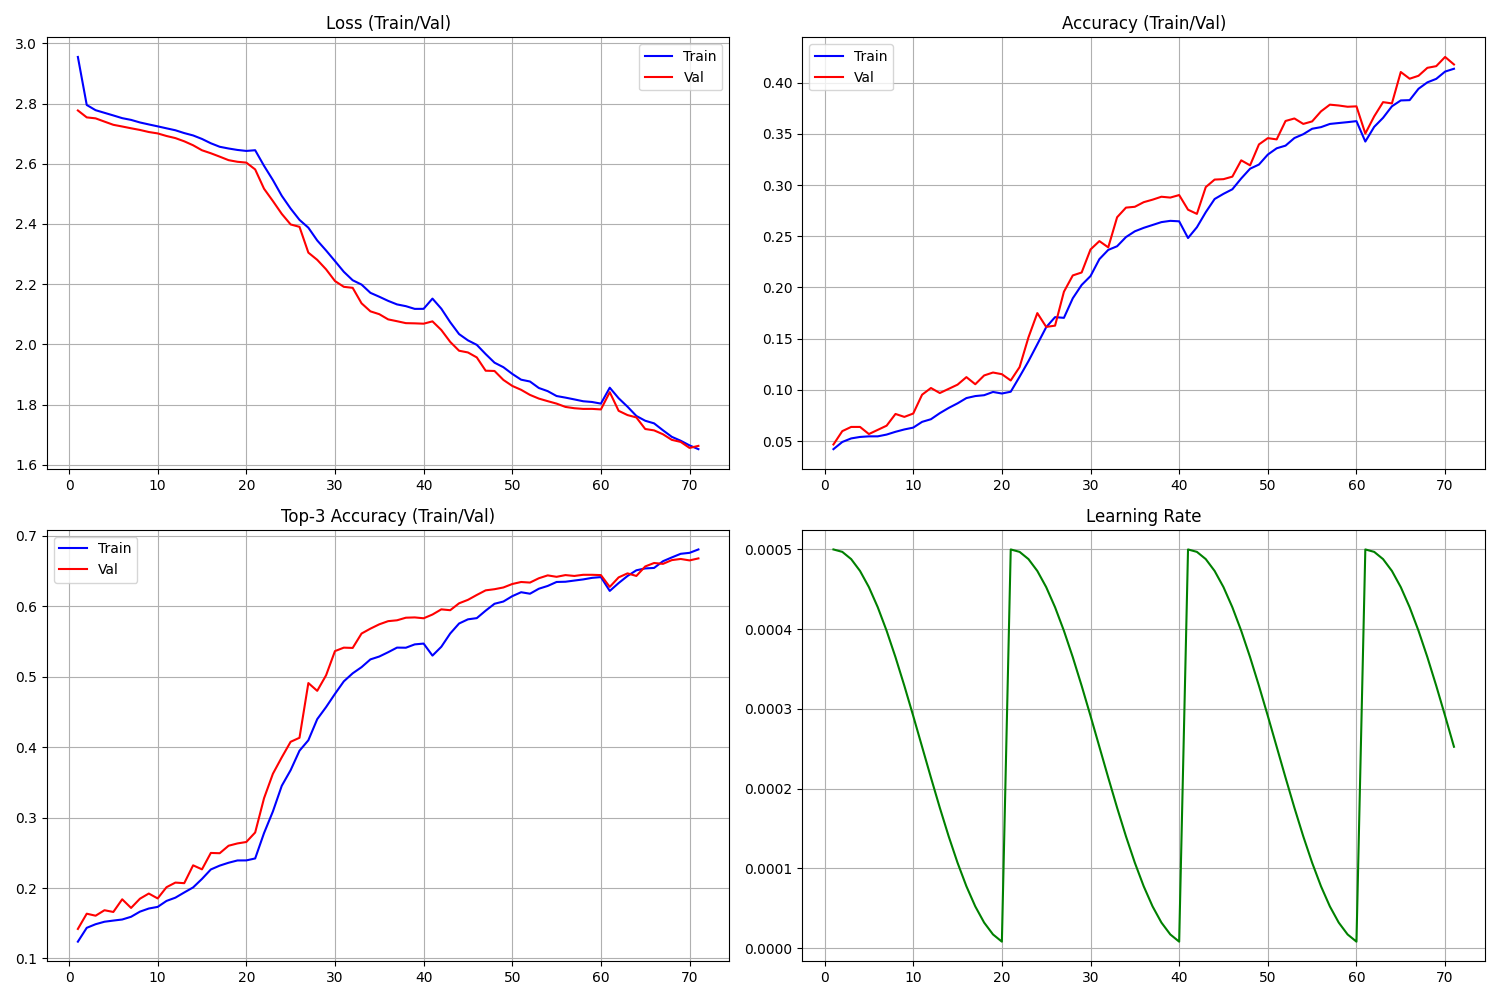 Loss (Train/Val)
3.0
2.8
2.6
2.4
2.2
2.0
1.8
1.6
0 10 20 30 40 50 60 70
Train
Val
Accuracy (Train/Val)
0.40
0.35
0.30
0.25
0.20
0.15
0.10
0.05
0 10 20 30 40 50 60 70
Train
Val
Top-3 Accuracy (Train/Val)
0.7
0.6
0.5
0.4
0.3
0.2
0.1
0 10 20 30 40 50 60 70
Train
Val
Learning Rate
0.0005
0.0004
0.0003
0.0002
0.0001
0.0000
0 10 20 30 40 50 60 70